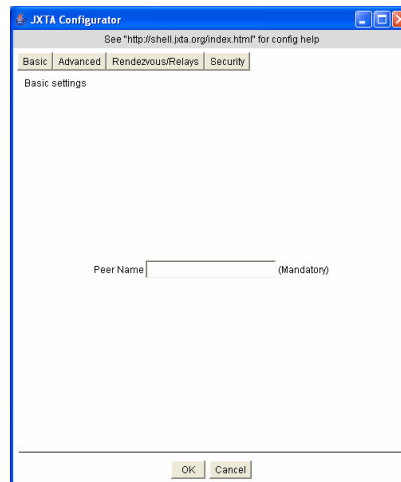 JXTA Configurator
See "http://shell.jxta.org/index.html" for config help
Basic Advanced Rendezvous/Relays Security
Basic settings
Peer Name (Mandatory)
OK Cancel